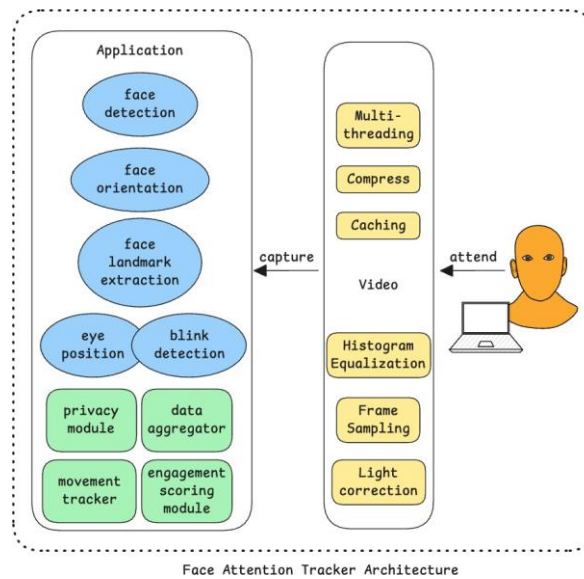 Application
face
detection
face
orientation
face
landmark
extraction
eye
position
blink
detection
privacy
module
data
aggregator
movement
tracker
engagement
scoring
module
capture
Multi-
threading
Compress
Caching
Video
Histogram
Equalization
Frame
Sampling
Light
correction
attend
Face Attention Tracker Architecture